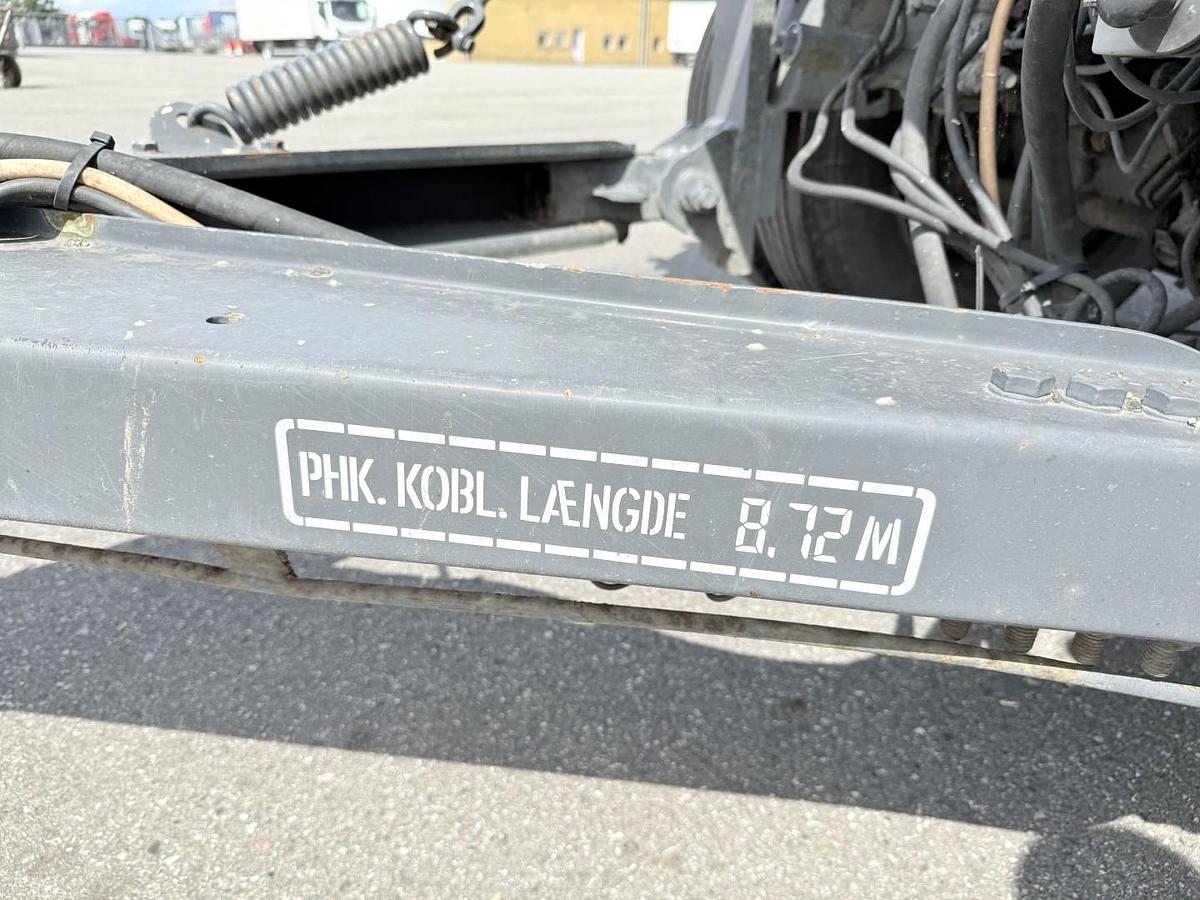 PHK. KOBL. LÆNGDE 8.72 M